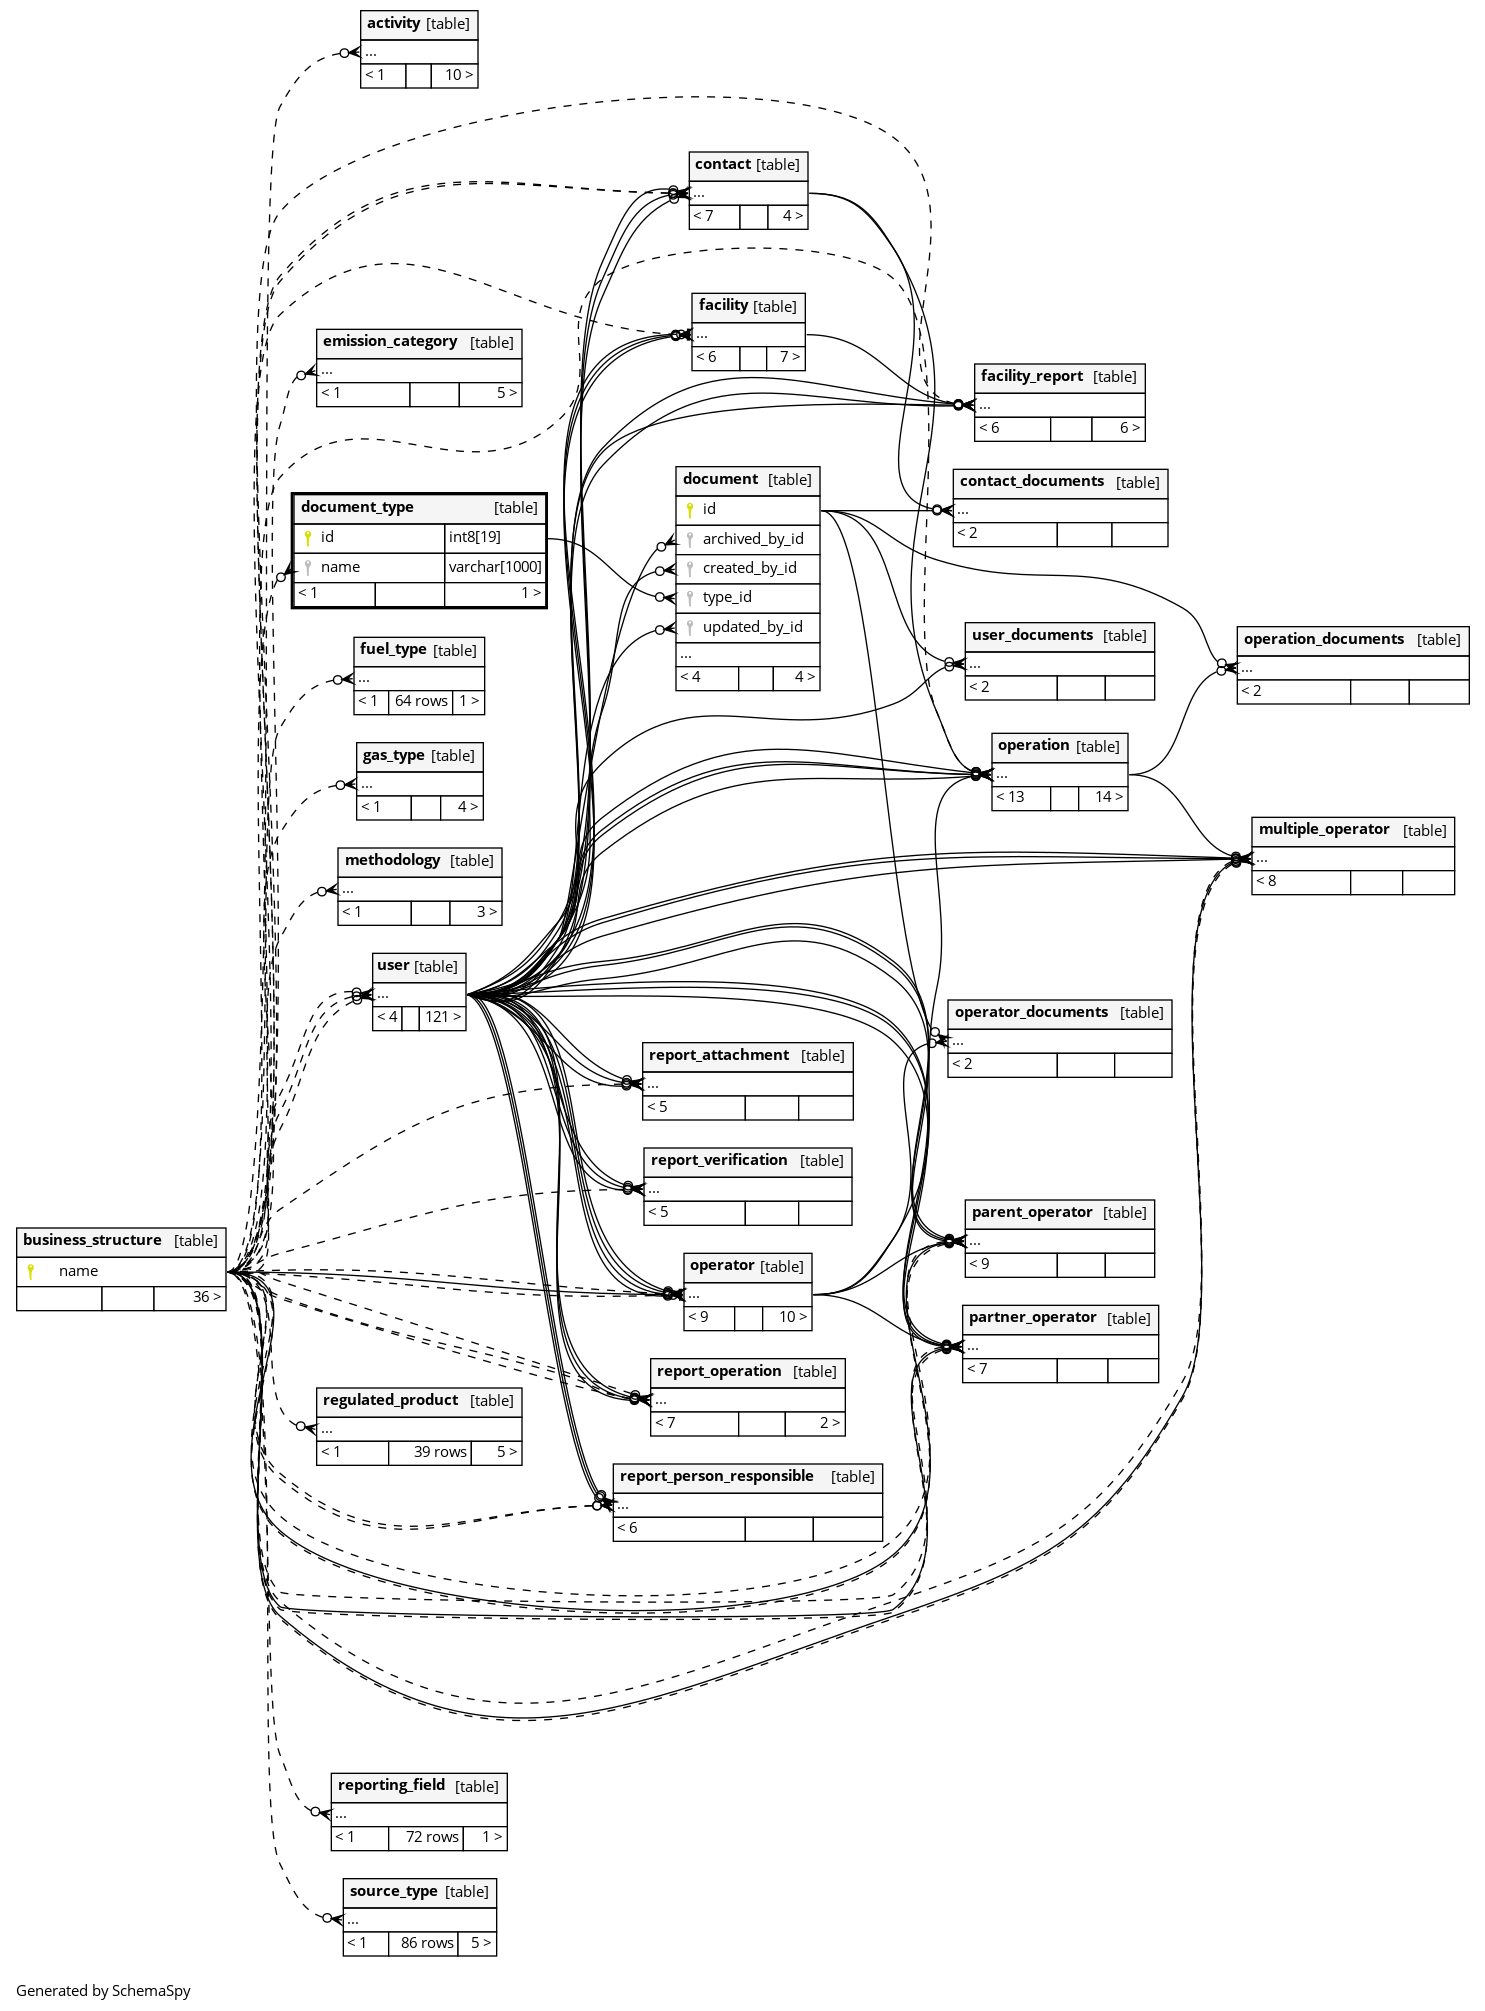 activity [table]
...
< 1 10 >
contact [table]
...
< 7 4 >
facility [table]
...
< 6 7 >
emission_category [table]
...
< 1 5 >
facility_report [table]
...
< 6 6 >
document [table]
id
archived_by_id
created_by_id
type_id
updated_by_id
...
< 4 4 >
contact_documents [table]
...
< 2
document_type [table]
id int8[19]
name varchar[1000]
< 1 1 >
user_documents [table]
...
< 2
operation_documents [table]
...
< 2
fuel_type [table]
...
< 1 64 rows 1 >
operation [table]
...
< 13 14 >
gas_type [table]
...
< 1 4 >
multiple_operator [table]
...
< 8
methodology [table]
...
< 1 3 >
user [table]
...
< 4 121 >
operator_documents [table]
...
< 2
report_attachment [table]
...
< 5
report_verification [table]
...
< 5
parent_operator [table]
...
< 9
business_structure [table]
name
36 >
operator [table]
...
< 9 10 >
partner_operator [table]
...
< 7
report_operation [table]
...
< 7 2 >
regulated_product [table]
...
< 1 39 rows 5 >
report_person_responsible [table]
...
< 6
reporting_field [table]
...
< 1 72 rows 1 >
source_type [table]
...
< 1 86 rows 5 >
Generated by SchemaSpy